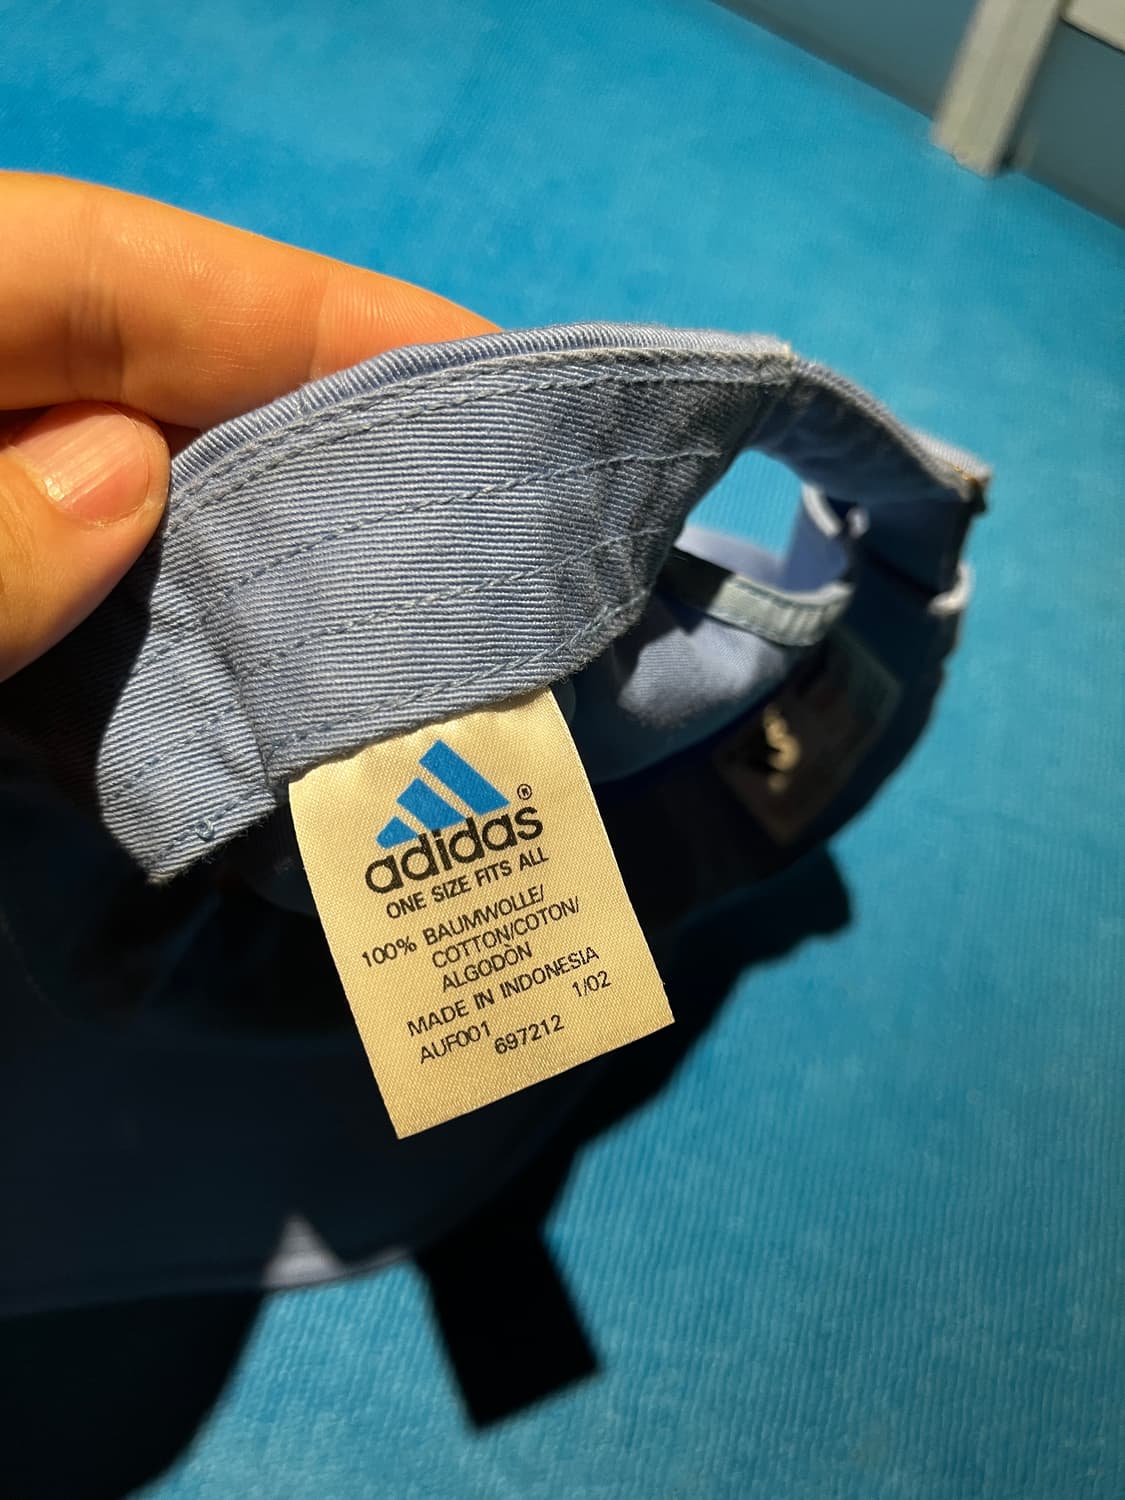 adidas®
ONE SIZE FITS ALL
100% BAUMWOLLE/
COTTON/COTON/
ALGODÒN
MADE IN INDONESIA
AUF001 1/02
697212